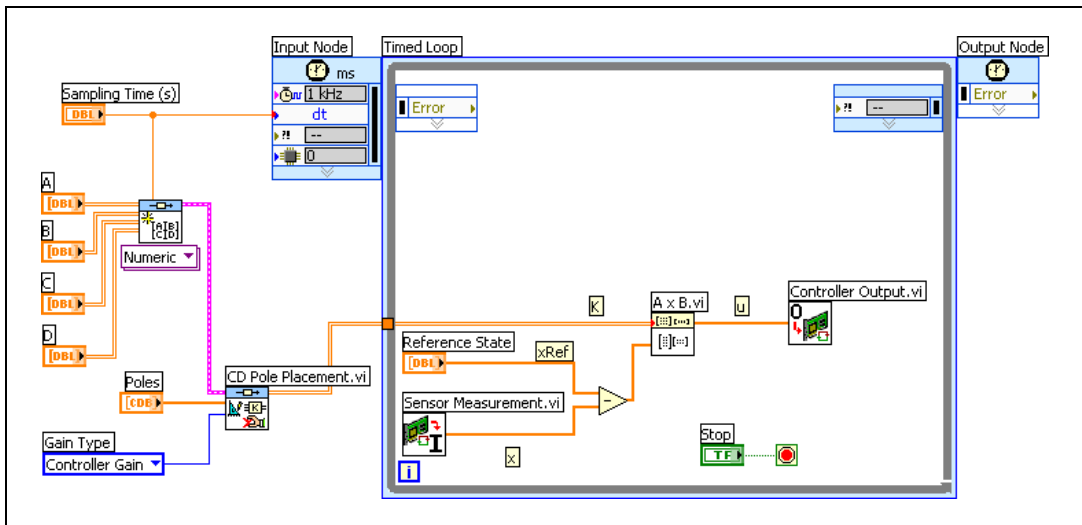 Input Node
Timed Loop
Output Node
ms
1 kHz
dt
?!
--
0
Error
?!
--
Error
Sampling Time (s)
DBL
A
[DBL]
B
[DBL]
C
[DBL]
D
[DBL]
[A|B]
[C|D]
Numeric
Poles
[CDB]
CD Pole Placement.vi
K
Gain Type
Controller Gain
K
A x B.vi
u
Controller Output.vi
O
Reference State
[DBL]
xRef
Sensor Measurement.vi
I
x
-
Stop
TF
i